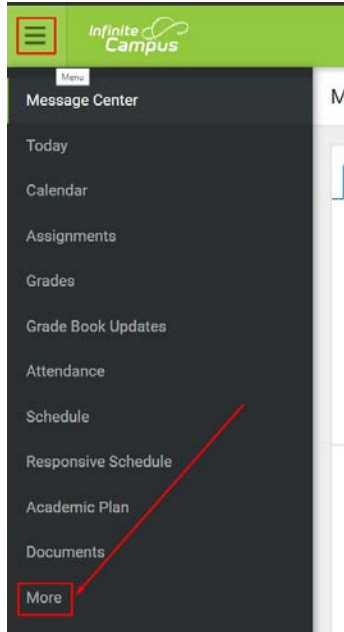 Infinite
Campus
Menu
Message Center
M
Today
Calendar
Assignments
Grades
Grade Book Updates
Attendance
Schedule
Responsive Schedule
Academic Plan
Documents
More